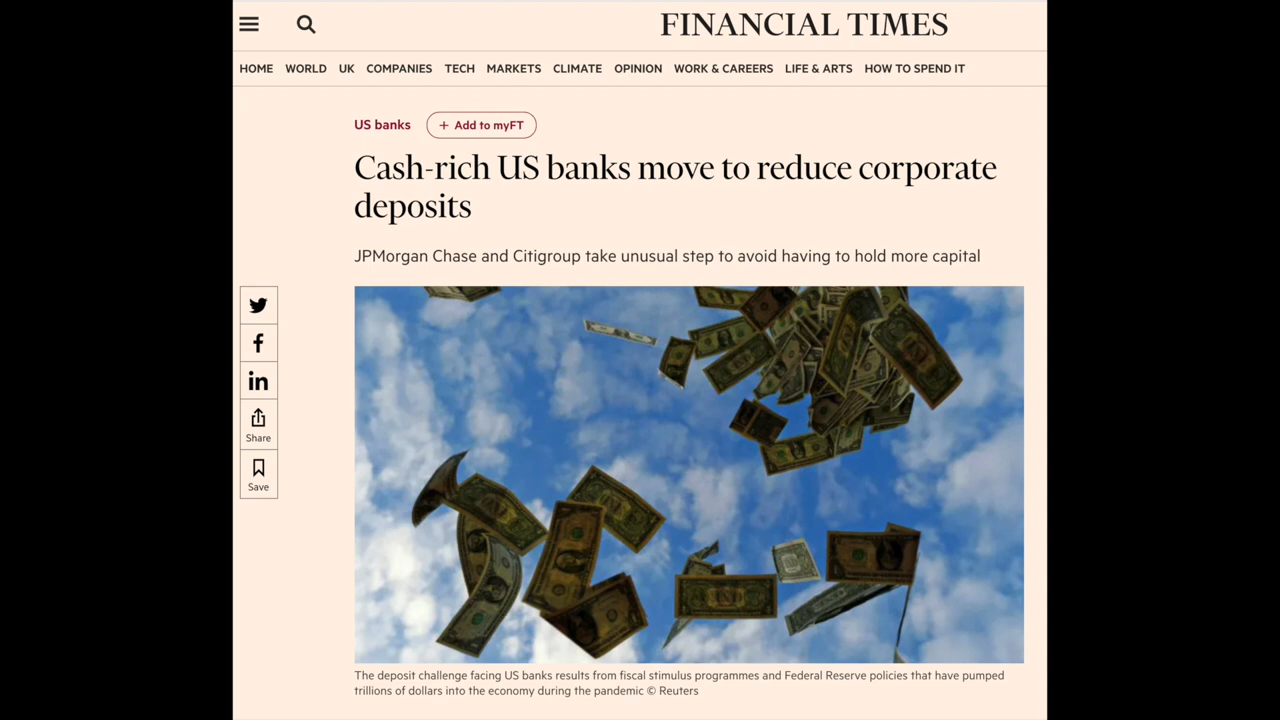 FINANCIAL TIMES
HOME WORLD UK COMPANIES TECH MARKETS CLIMATE OPINION WORK & CAREERS LIFE & ARTS HOW TO SPEND IT
US banks + Add to myFT
Cash-rich US banks move to reduce corporate
deposits
JPMorgan Chase and Citigroup take unusual step to avoid having to hold more capital
Share
Save
The deposit challenge facing US banks results from fiscal stimulus programmes and Federal Reserve policies that have pumped
trillions of dollars into the economy during the pandemic © Reuters